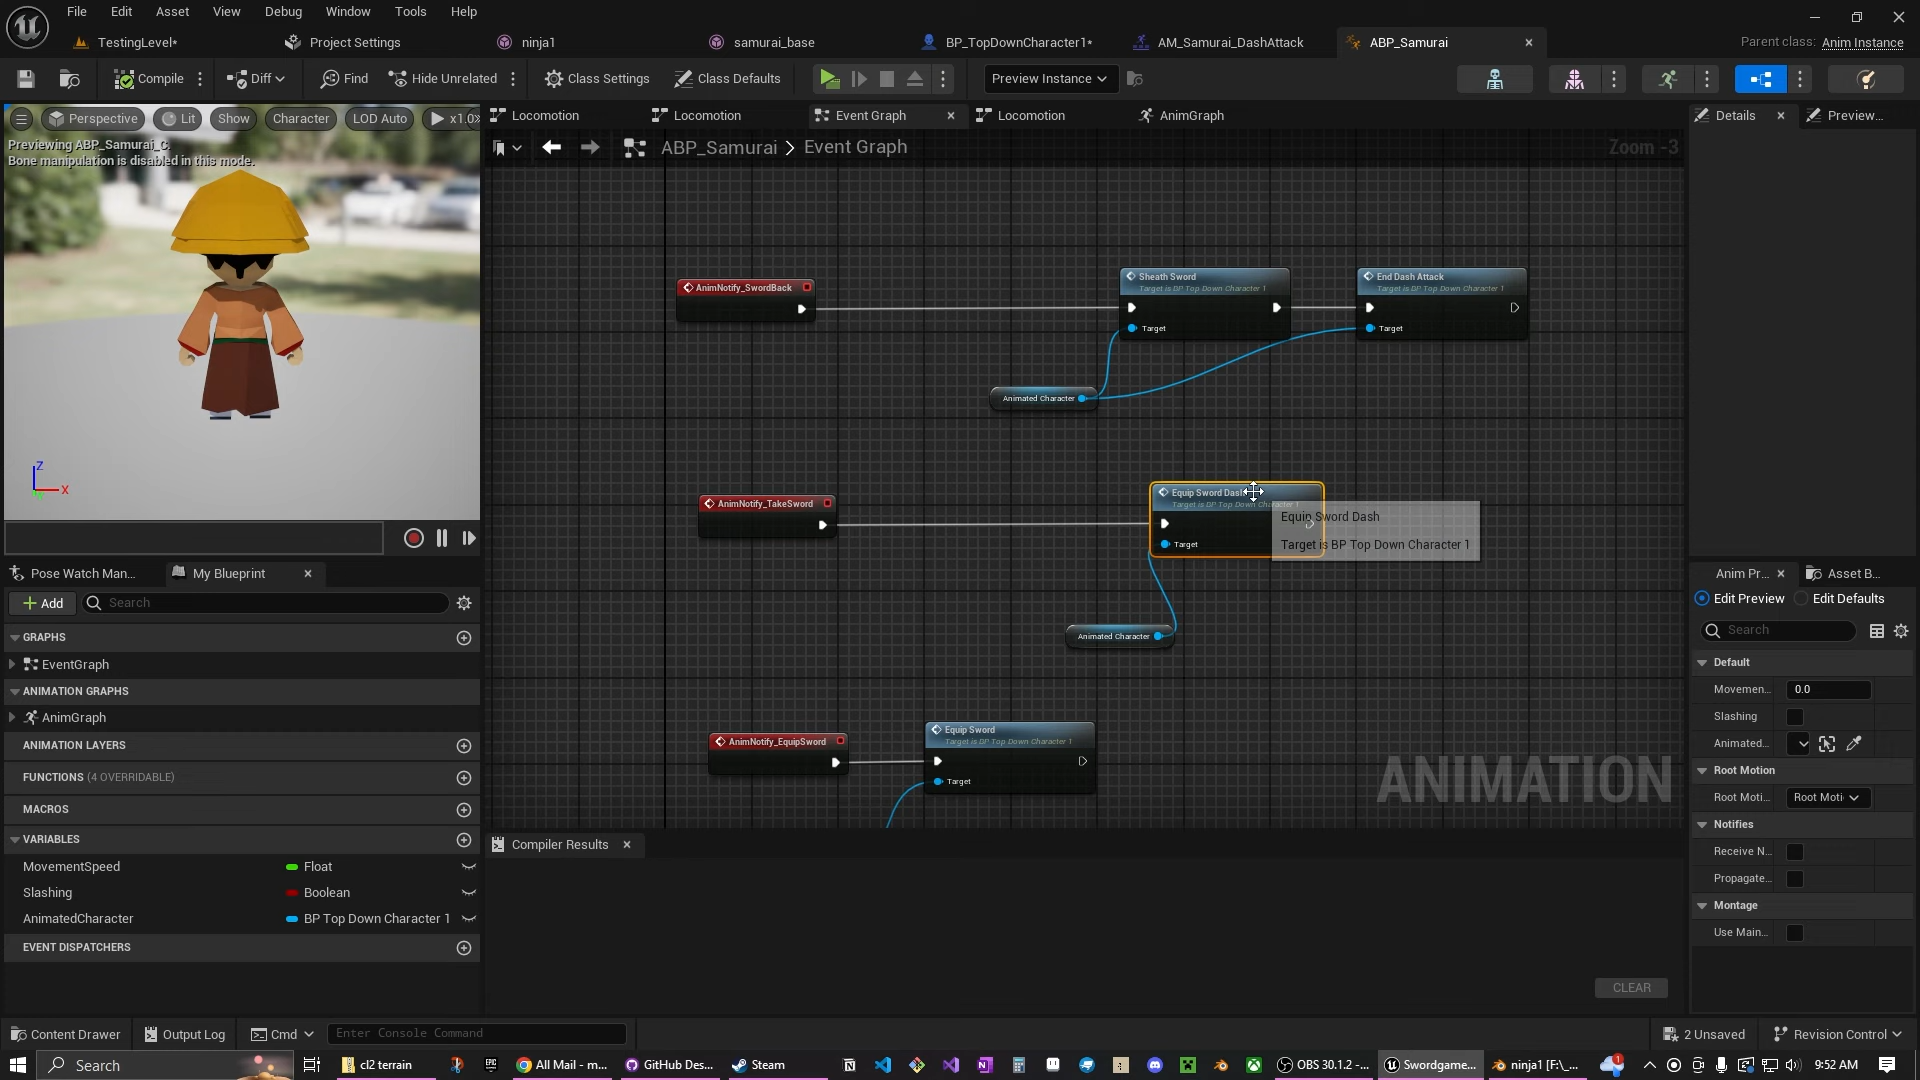 File Edit Asset View Debug Window Tools Help
TestingLevel* Project Settings ninja1 samurai_base BP_TopDownCharacter1* AM_Samurai_DashAttack ABP_Samurai Parent class: Anim Instance
Compile Diff Find Hide Unrelated Class Settings Class Defaults Preview Instance
Locomotion Locomotion Event Graph Locomotion AnimGraph Details Preview...
Perspective Lit Show Character LOD Auto x1.0
Previewing ABP_Samurai_C.
Bone manipulation is disabled in this mode.
ABP_Samurai > Event Graph Zoom -3
AnimNotify_SwordBack
Sheath Sword
Target is BP Top Down Character 1
Target
End Dash Attack
Target is BP Top Down Character 1
Target
Animated Character
AnimNotify_TakeSword
Equip Sword Dash
Target is BP Top Down Character 1
Target
Equip Sword Dash
Target is BP Top Down Character 1
Animated Character
AnimNotify_EquipSword
Equip Sword
Target is BP Top Down Character 1
Target
ANIMATION
Z
X
Pose Watch Man... My Blueprint
Add Search
GRAPHS
EventGraph
ANIMATION GRAPHS
AnimGraph
ANIMATION LAYERS
FUNCTIONS (4 OVERRIDABLE)
MACROS
VARIABLES
MovementSpeed Float
Slashing Boolean
AnimatedCharacter BP Top Down Character 1
EVENT DISPATCHERS
Compiler Results
CLEAR
Anim Pr... Asset B...
Edit Preview Edit Defaults
Search
Default
Movemen... 0.0
Slashing
Animated...
Root Motion
Root Moti... Root Moti
Notifies
Receive N...
Propagate...
Montage
Use Main...
Content Drawer Output Log Cmd Enter Console Command 2 Unsaved Revision Control
Search cl2 terrain All Mail - m... GitHub Des... Steam OBS 30.1.2 -... Swordgame... ninja1 [F:\_... 9:52 AM